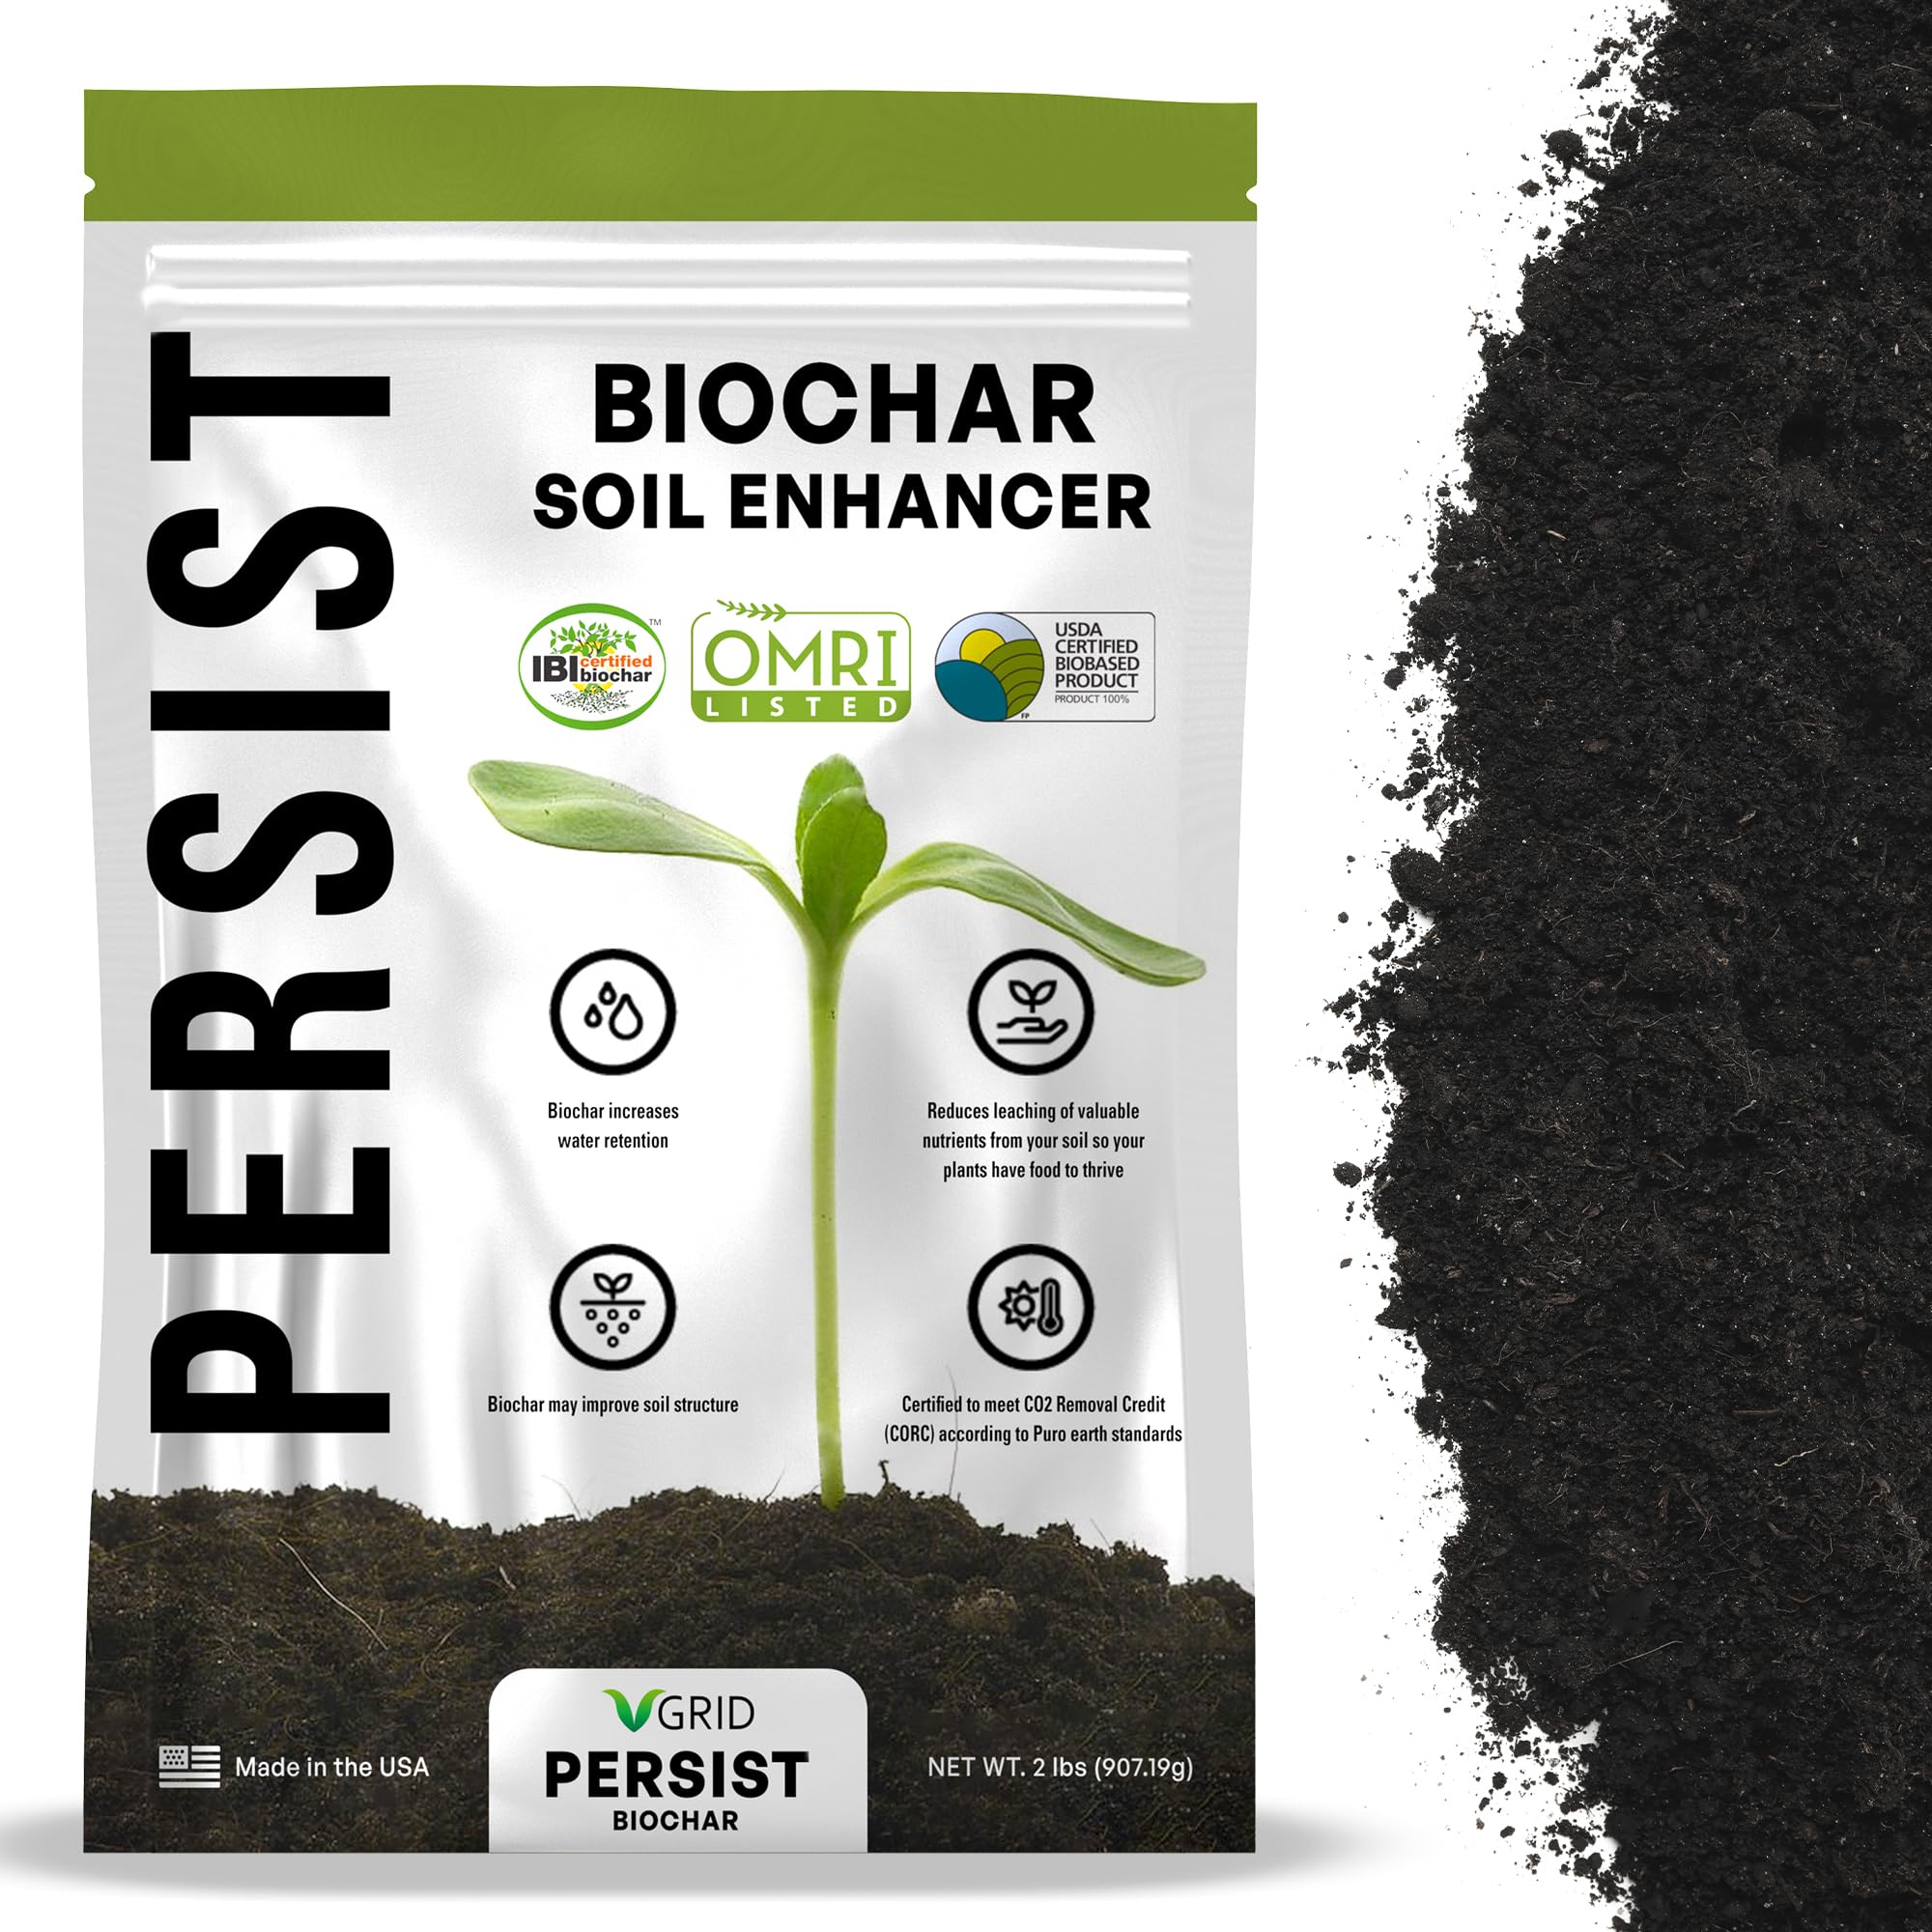 PERSIST
BIOCHAR
SOIL ENHANCER
IBI certified biochar ™
OMRI
LISTED
USDA
CERTIFIED
BIOBASED
PRODUCT
PRODUCT 100%
FP
Biochar increases
water retention
Reduces leaching of valuable
nutrients from your soil so your
plants have food to thrive
Biochar may improve soil structure
Certified to meet CO2 Removal Credit
(CORC) according to Puro earth standards
Made in the USA
VGRID
PERSIST
BIOCHAR
NET WT. 2 lbs (907.19g)